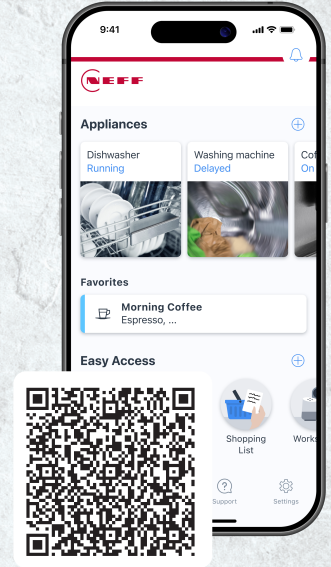 9:41
NEFF
Appliances
Dishwasher
Running
Washing machine
Delayed
Cof
On
Favorites
Morning Coffee
Espresso, ...
Easy Access
Shopping
List
Works
Support
Settings